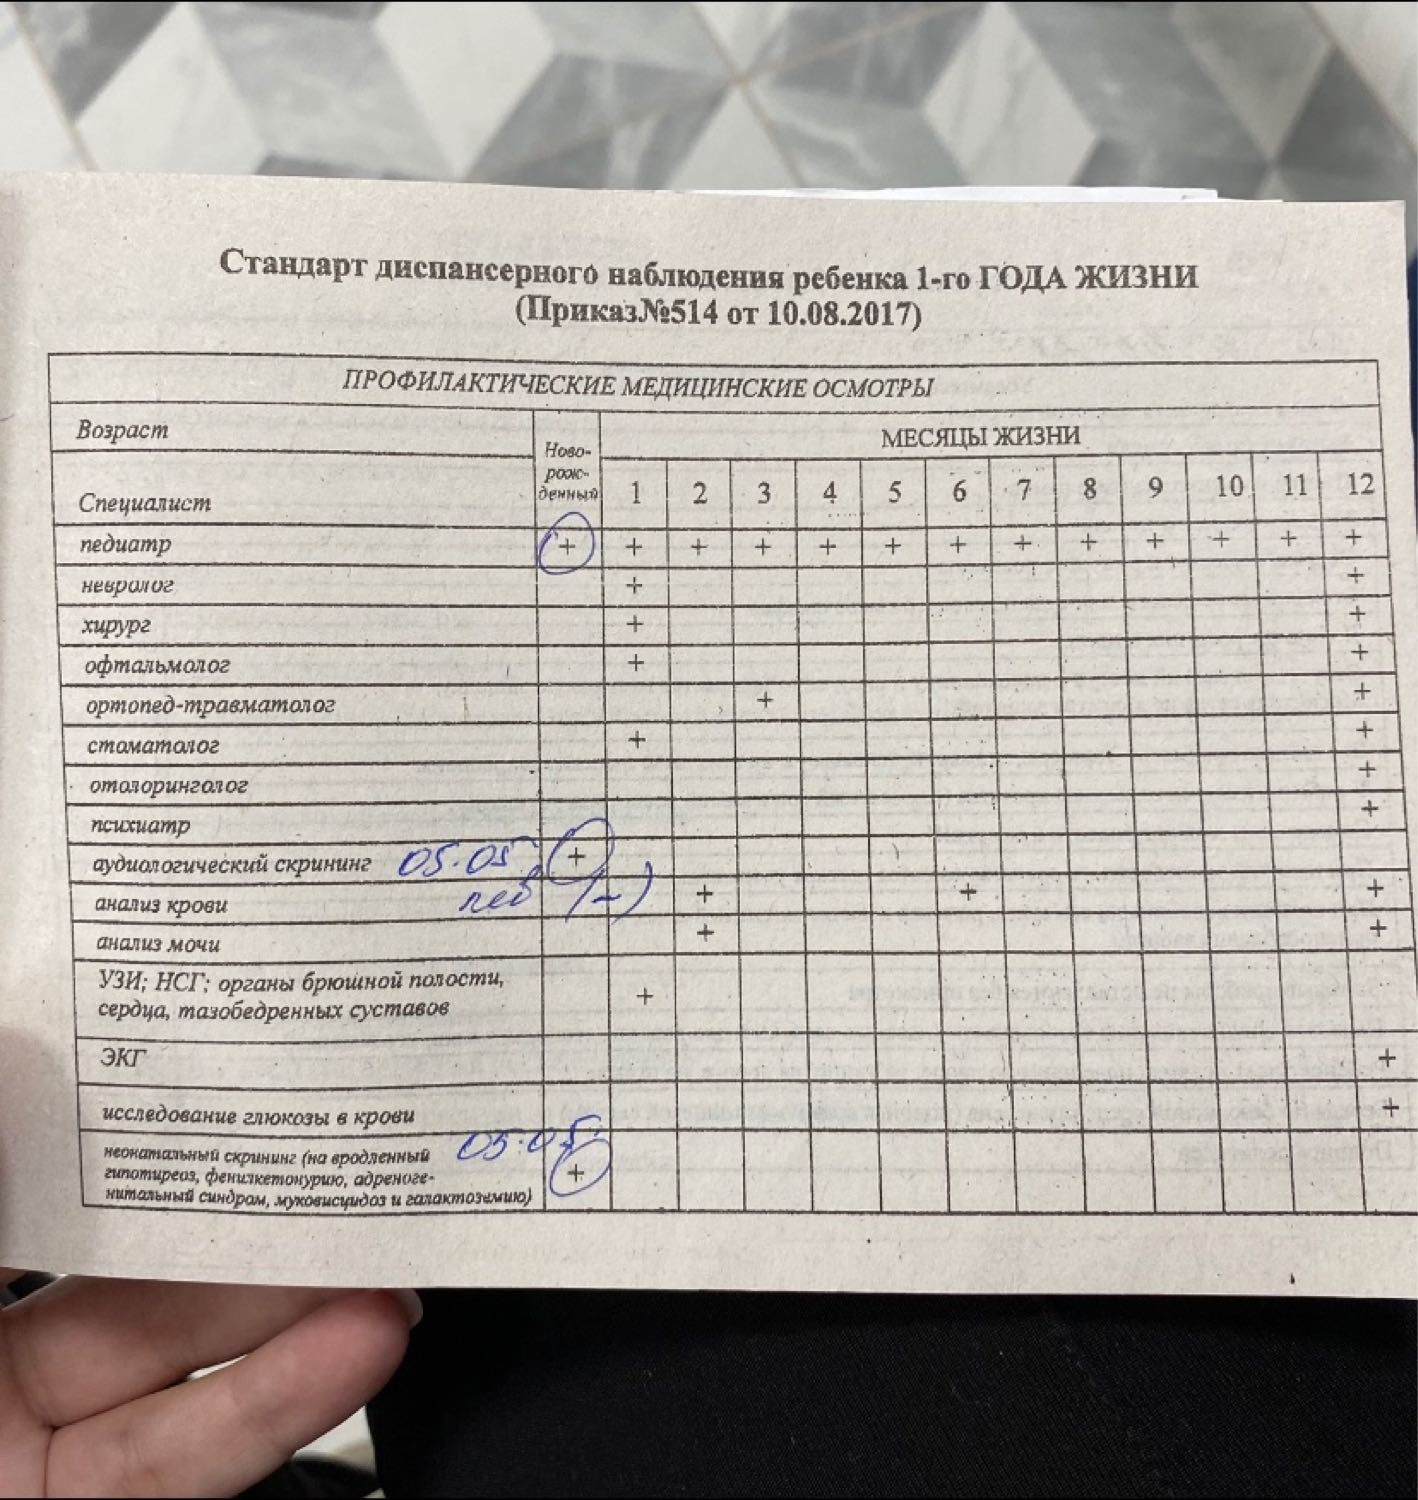 Стандарт диспансерного наблюдения ребенка 1-го ГОДА ЖИЗНИ
(Приказ№514 от 10.08.2017)
ПРОФИЛАКТИЧЕСКИЕ МЕДИЦИНСКИЕ ОСМОТРЫ
Возраст
Ново-
рож-
денный
МЕСЯЦЫ ЖИЗНИ
Специалист 1 2 3 4 5 6 7 8 9 10 11 12
педиатр + + + + + + + + + + + + +
невролог + +
хирург + +
офтальмолог + +
ортопед-травматолог + +
стоматолог + +
отолоринголог +
психиатр +
аудиологический скрининг 05.05 +
анализ крови лев (–) + + +
анализ мочи + +
УЗИ; НСГ; органы брюшной полости,
сердца, тазобедренных суставов +
ЭКГ +
исследование глюкозы в крови +
неонатальный скрининг (на вродленный 05.05.
гипотиреоз, фенилкетонурию, адреноге- +
нитальный синдром, муковисцидоз и галактоземию)